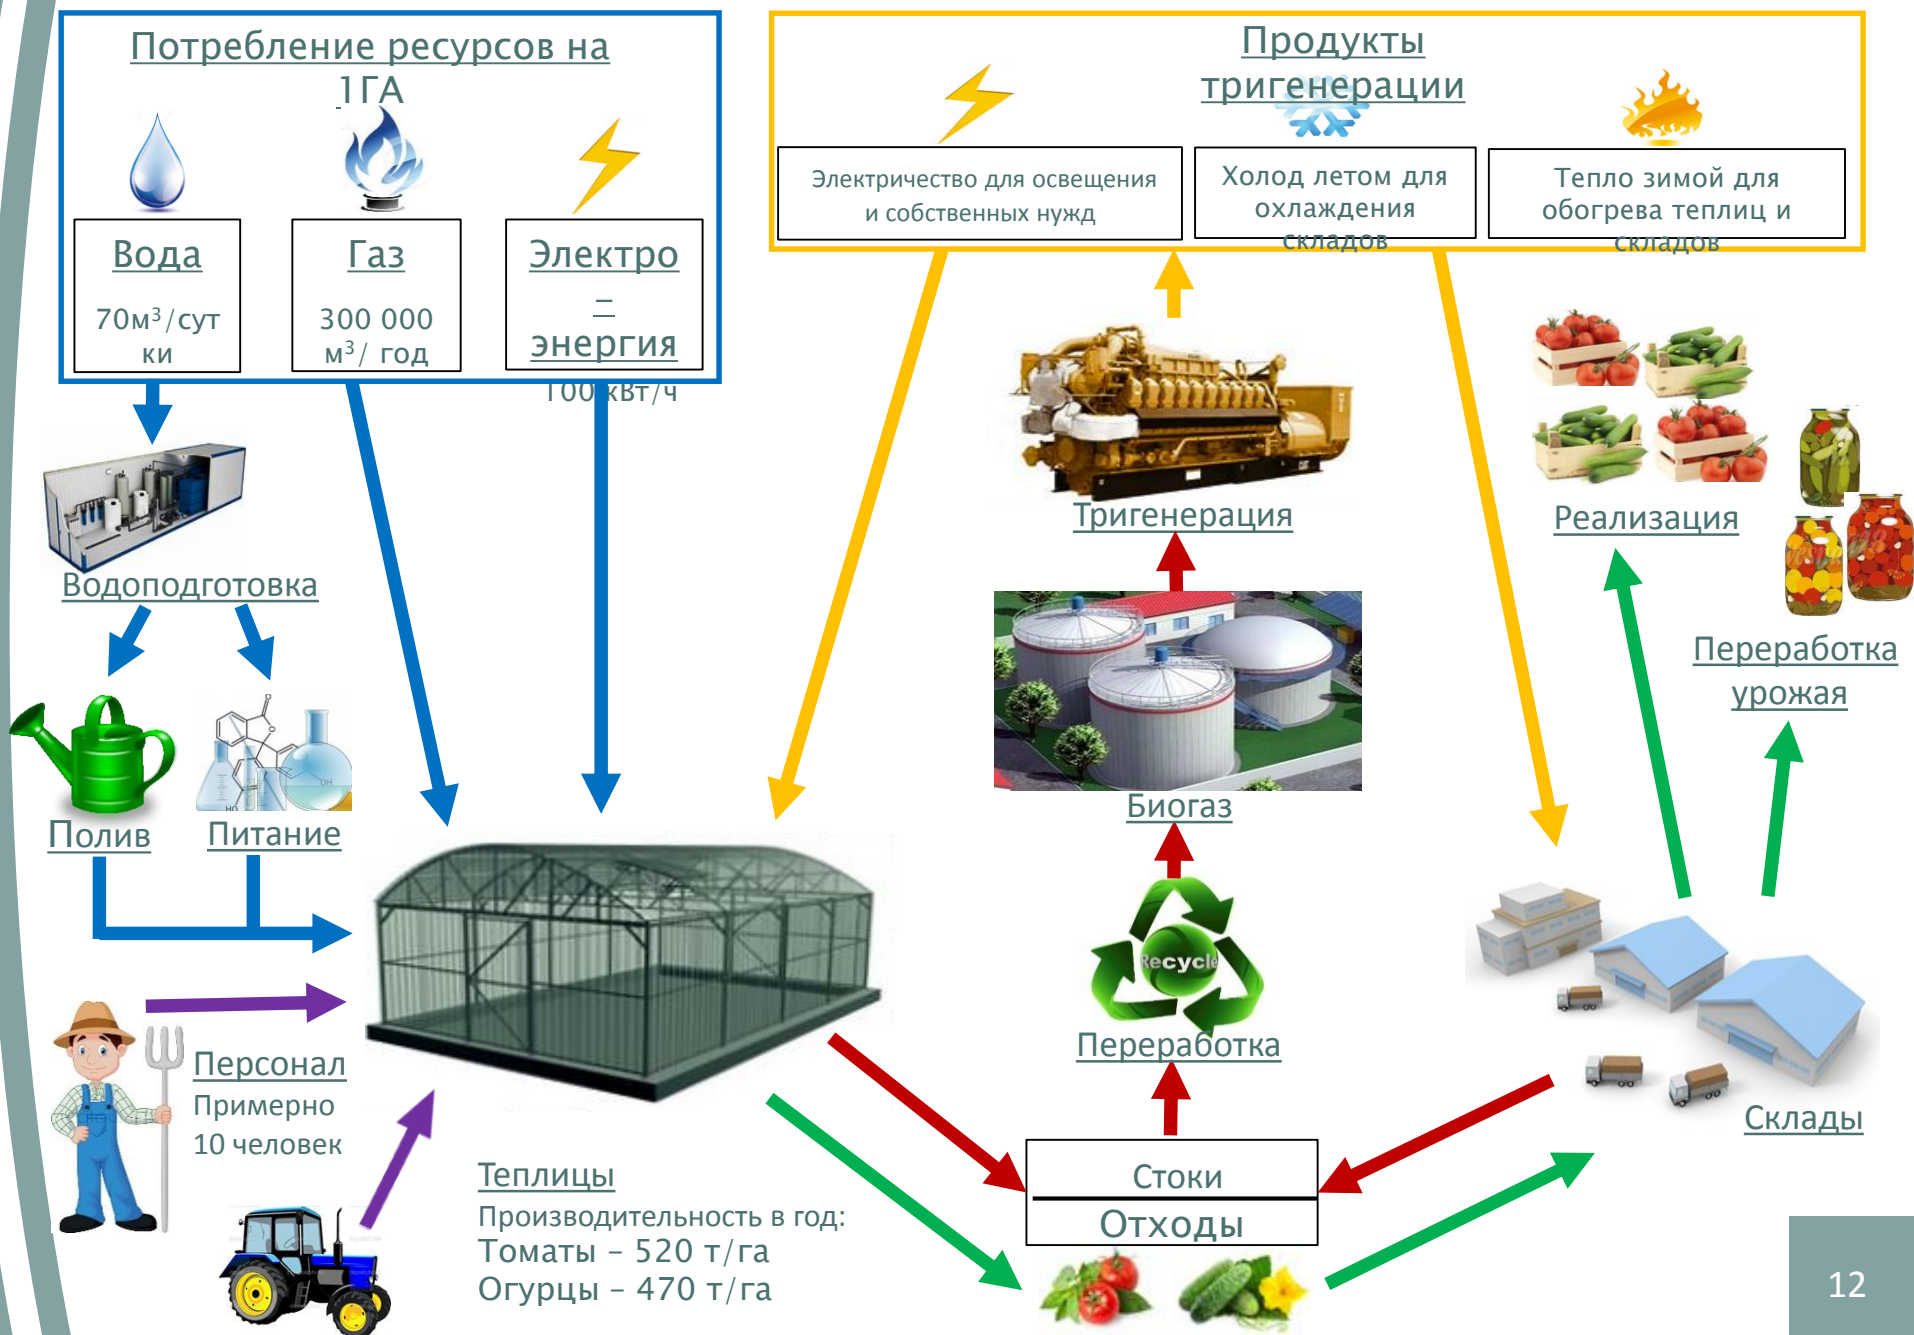 Потребление ресурсов на
1ГА
Вода
70м³/сут
ки
Газ
300 000
м³/ год
Электро
–
энергия
100 кВт/ч
Продукты
тригенерации
Электричество для освещения
и собственных нужд
Холод летом для
охлаждения
складов
Тепло зимой для
обогрева теплиц и
складов
Водоподготовка
Полив
Питание
Тригенерация
Биогаз
Recycle
Переработка
Реализация
Переработка
урожая
Склады
Персонал
Примерно
10 человек
Теплицы
Производительность в год:
Томаты – 520 т/га
Огурцы – 470 т/га
Стоки
Отходы
12